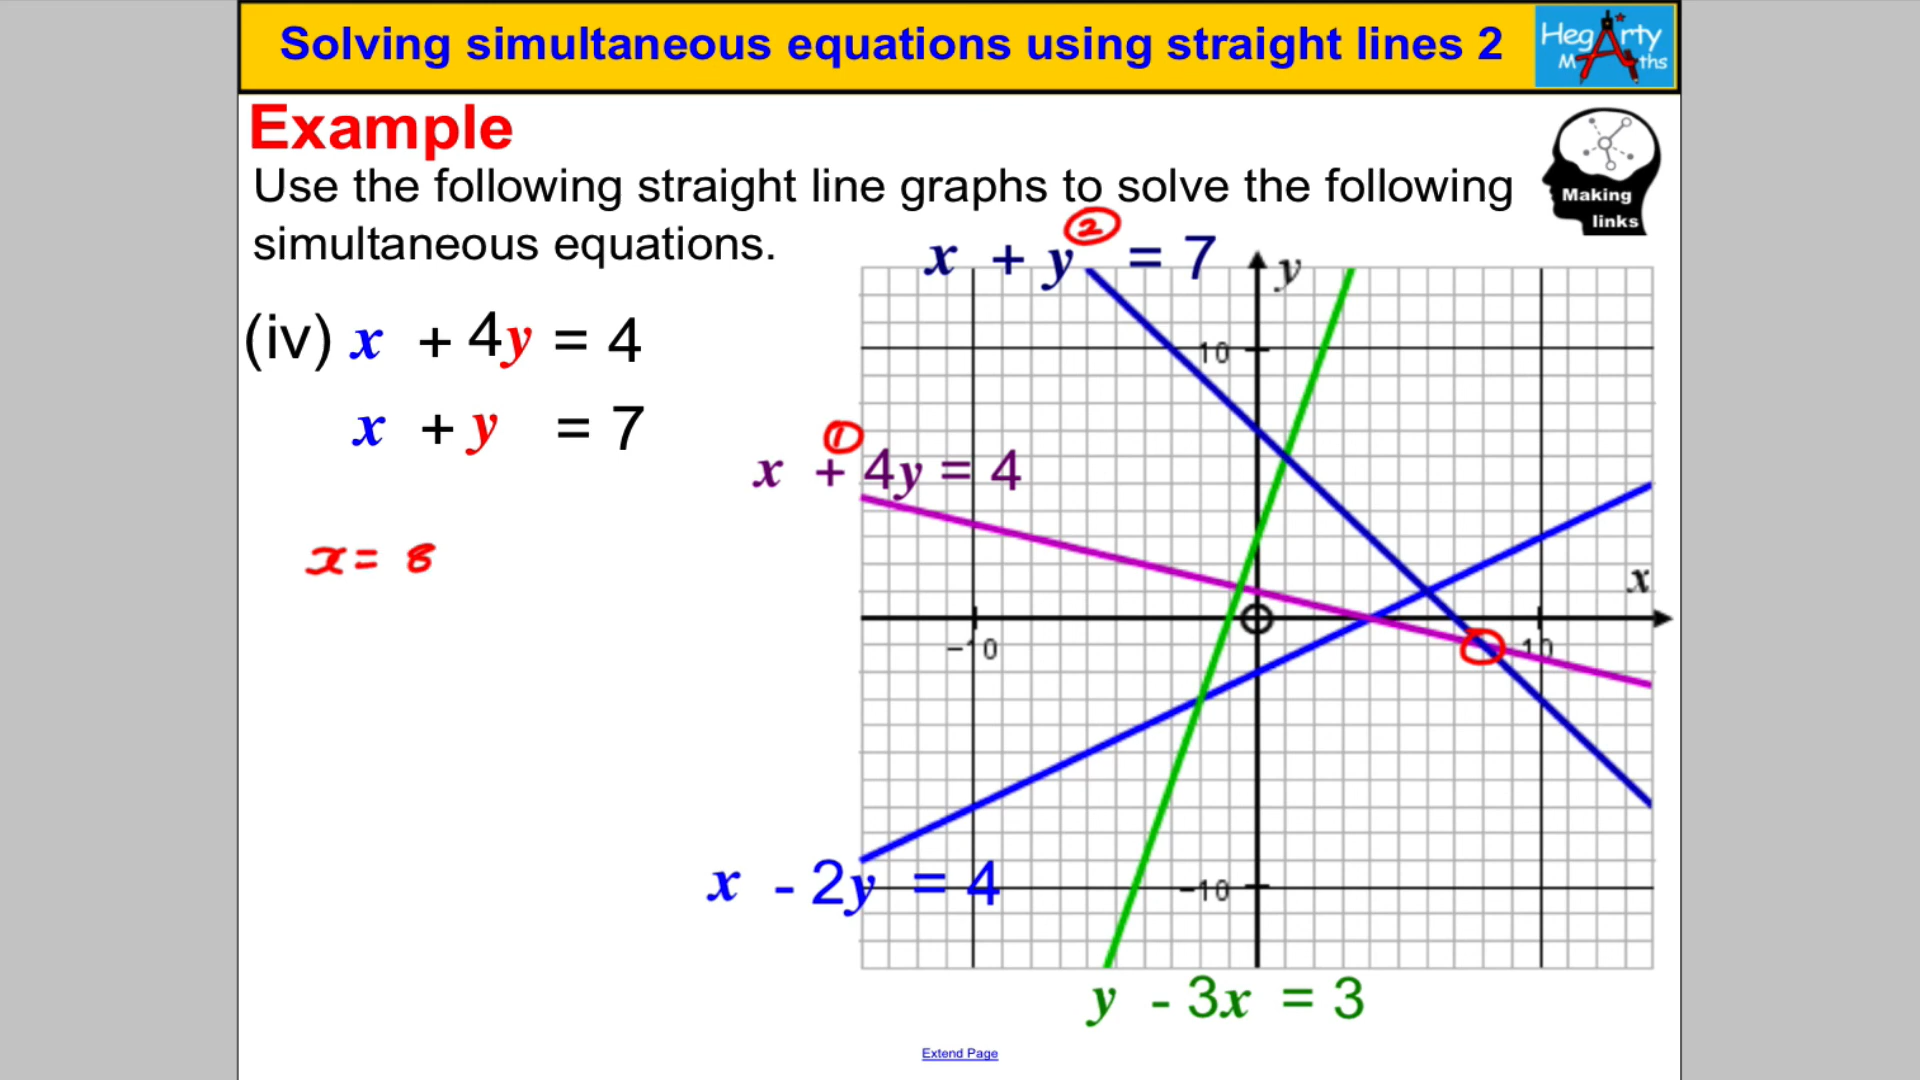 Solving simultaneous equations using straight lines 2
Hegarty
Maths
Example
Use the following straight line graphs to solve the following
simultaneous equations.
Making
links
②
x + y = 7
y
(iv) x + 4y = 4
10
x + y = 7
①
x + 4y = 4
x = 8
x
-10
10
x - 2y = 4
-10
y - 3x = 3
Extend Page